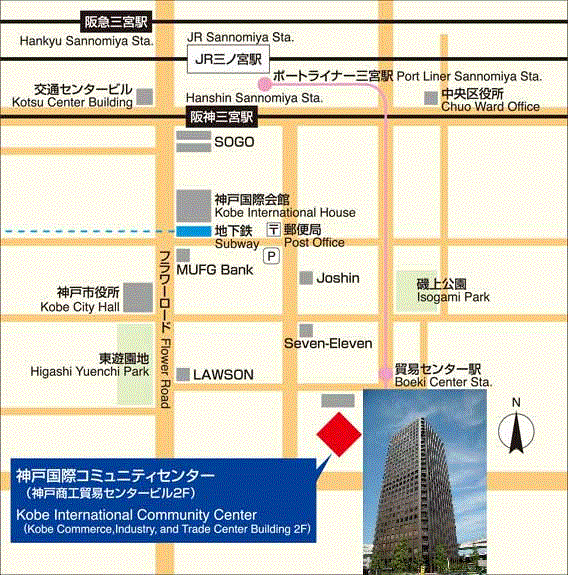 阪急三宮駅
Hankyu Sannomiya Sta.
JR Sannomiya Sta.
JR三ノ宮駅
ポートライナー三宮駅 Port Liner Sannomiya Sta.
交通センタービル
Kotsu Center Building
Hanshin Sannomiya Sta.
中央区役所
Chuo Ward Office
阪神三宮駅
SOGO
神戸国際会館
Kobe International House
地下鉄
Subway
〒 郵便局
Post Office
P
MUFG Bank
フラワーロード Flower Road
Joshin
磯上公園
Isogami Park
神戸市役所
Kobe City Hall
Seven-Eleven
東遊園地
Higashi Yuenchi Park
LAWSON
貿易センター駅
Boeki Center Sta.
N
神戸国際コミュニティセンター
（神戸商工貿易センタービル2F）
Kobe International Community Center
（Kobe Commerce,Industry, and Trade Center Building 2F）